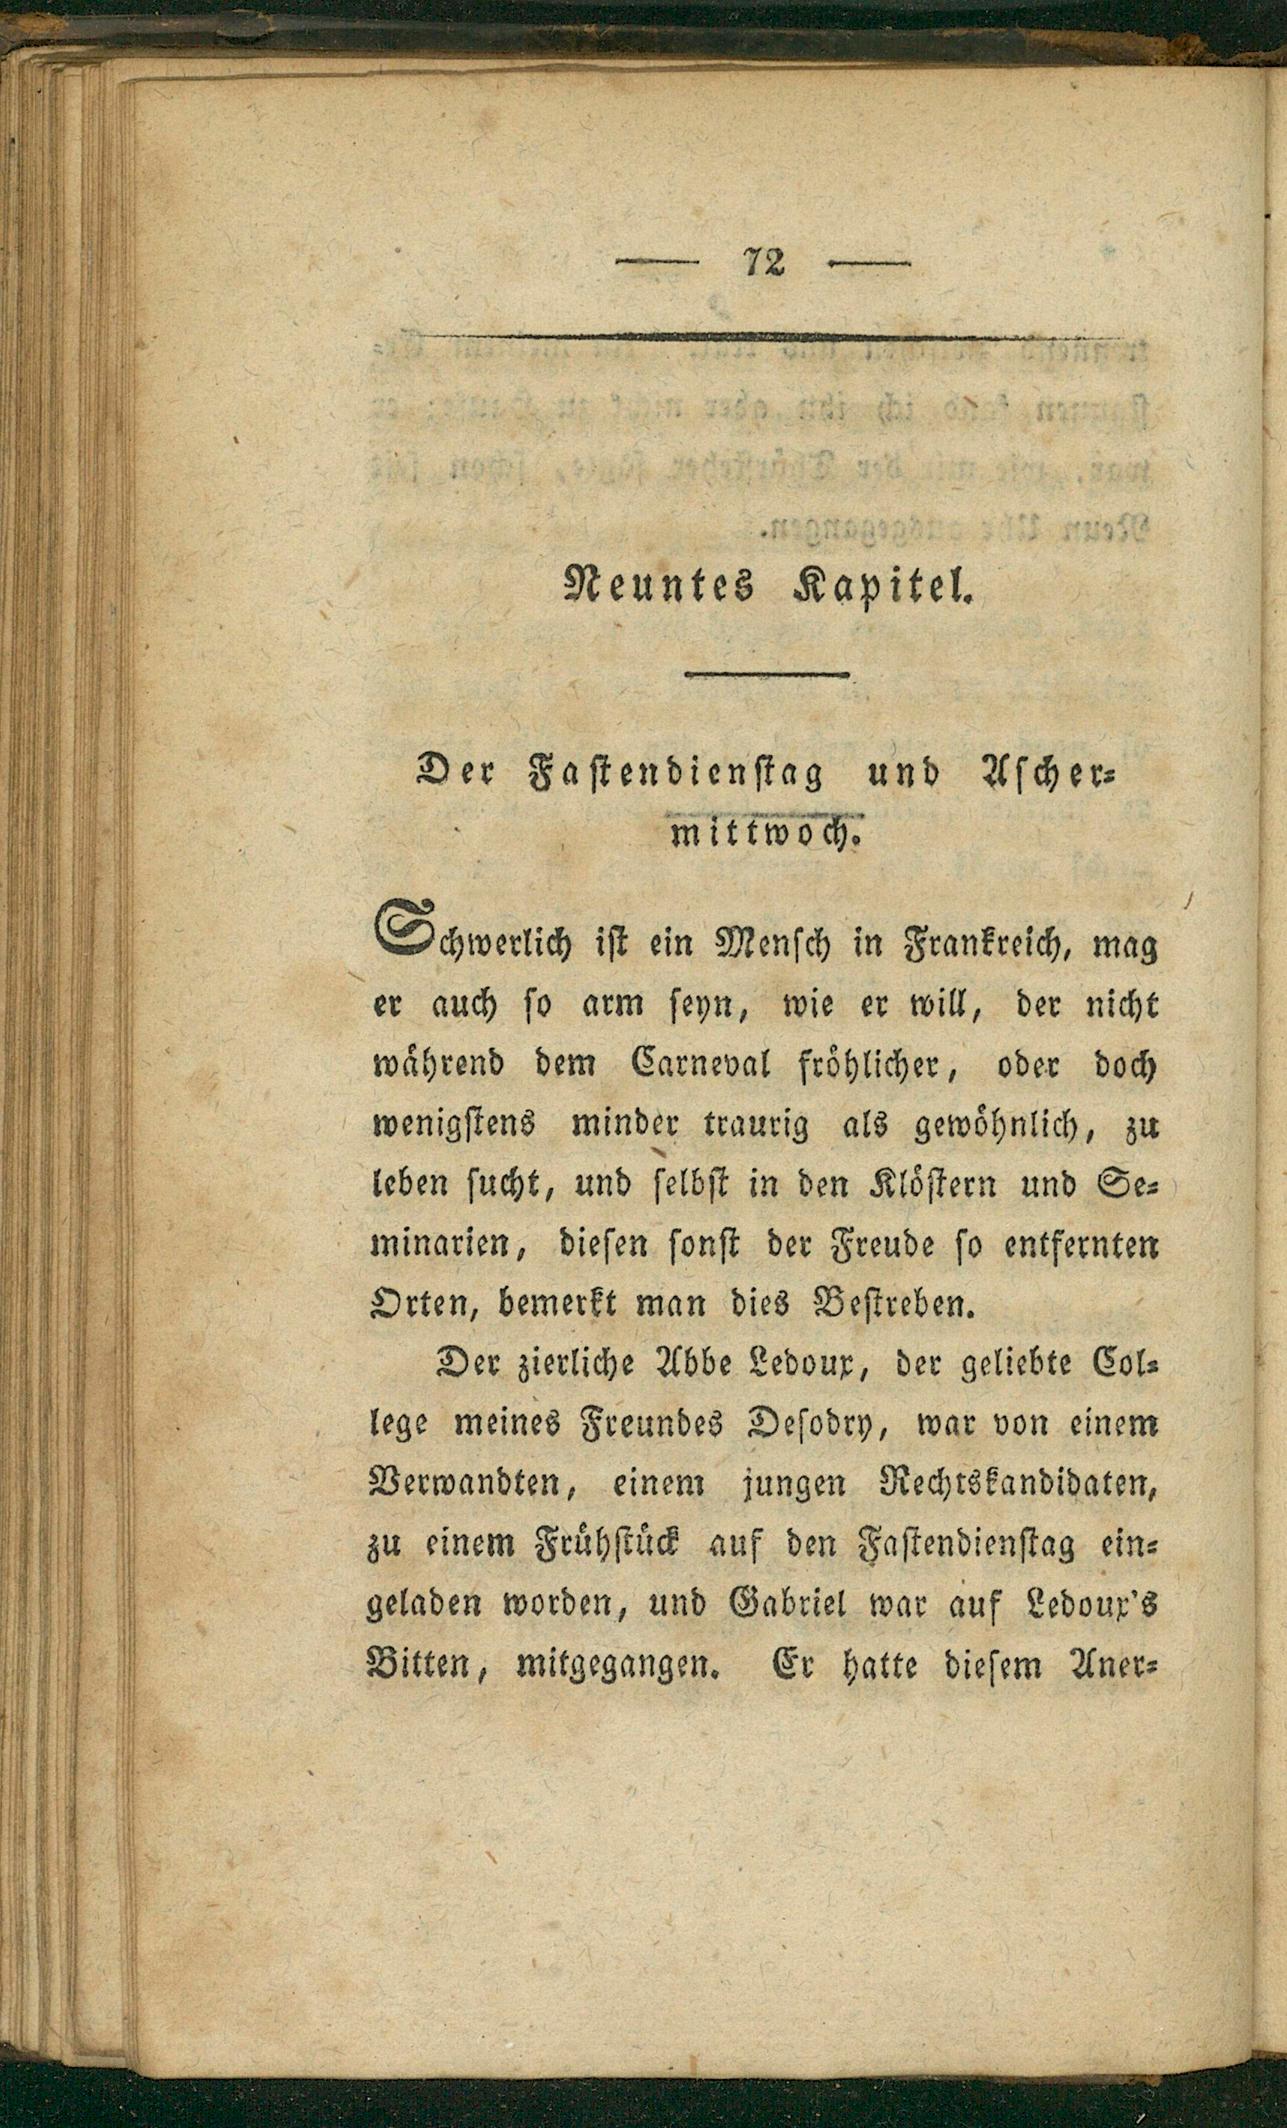 — 72 —
Neuntes Kapitel.
Der Fastendienstag und Ascher-
mittwoch.
Schwerlich ist ein Mensch in Frankreich, mag
er auch so arm seyn, wie er will, der nicht
während dem Carneval fröhlicher, oder doch
wenigstens minder traurig als gewöhnlich, zu
leben sucht, und selbst in den Klöstern und Se-
minarien, diesen sonst der Freude so entfernten
Orten, bemerkt man dies Bestreben.
Der zierliche Abbe Ledoux, der geliebte Col-
lege meines Freundes Desodry, war von einem
Verwandten, einem jungen Rechtskandidaten,
zu einem Frühstück auf den Fastendienstag ein-
geladen worden, und Gabriel war auf Ledoux's
Bitten, mitgegangen. Er hatte diesem Aner-